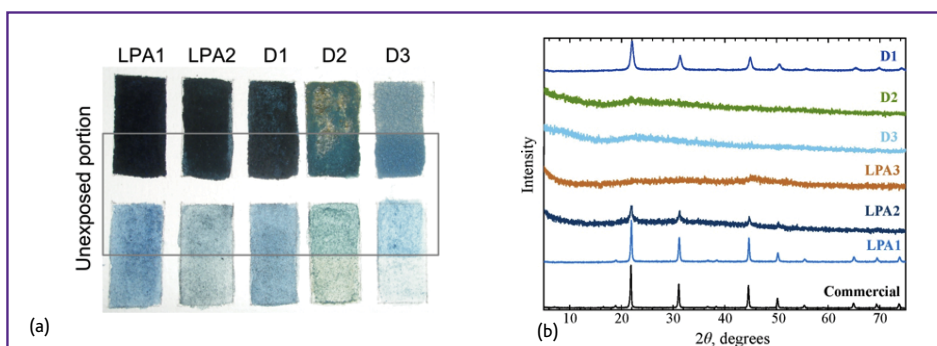 LPA1 LPA2 D1 D2 D3
Unexposed portion
(a)
D1
D2
D3
LPA3
LPA2
LPA1
Commercial
Intensity
10 20 30 40 50 60 70
2θ, degrees
(b)